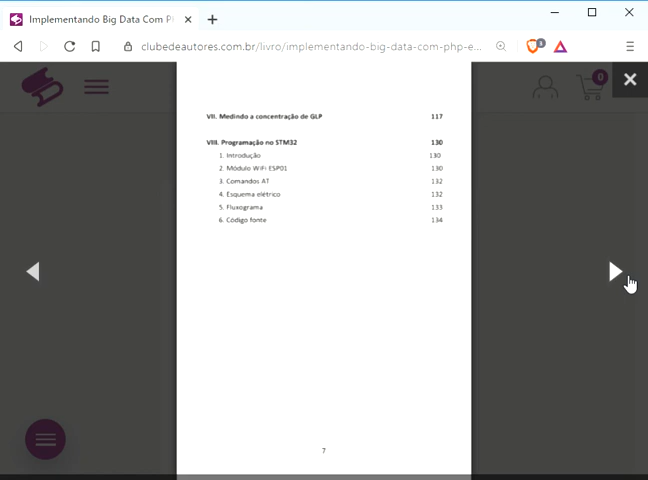 Implementando Big Data Com P
clubedeautores.com.br/livro/implementando-big-data-com-php-e...
1
0
VII. Medindo a concentração de GLP 117
VIII. Programação no STM32 130
1. Introdução 130
2. Módulo WiFi ESP01 130
3. Comandos AT 132
4. Esquema elétrico 132
5. Fluxograma 133
6. Código fonte 134
7